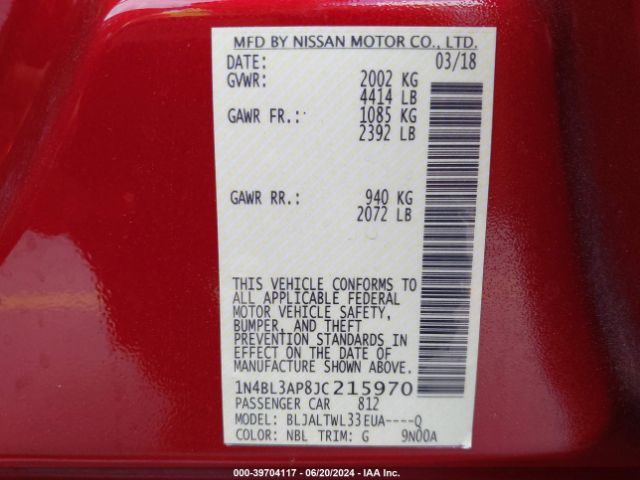 MFD BY NISSAN MOTOR CO., LTD.
DATE: 03/18
GVWR: 2002 KG
4414 LB
GAWR FR.: 1085 KG
2392 LB
GAWR RR.: 940 KG
2072 LB
THIS VEHICLE CONFORMS TO
ALL APPLICABLE FEDERAL
MOTOR VEHICLE SAFETY,
BUMPER, AND THEFT
PREVENTION STANDARDS IN
EFFECT ON THE DATE OF
MANUFACTURE SHOWN ABOVE.
1N4BL3AP8JC215970
PASSENGER CAR 812
MODEL: BLJALTWL33EUA----Q
COLOR: NBL TRIM: G 9N00A
000-39704117 - 06/20/2024 - IAA Inc.